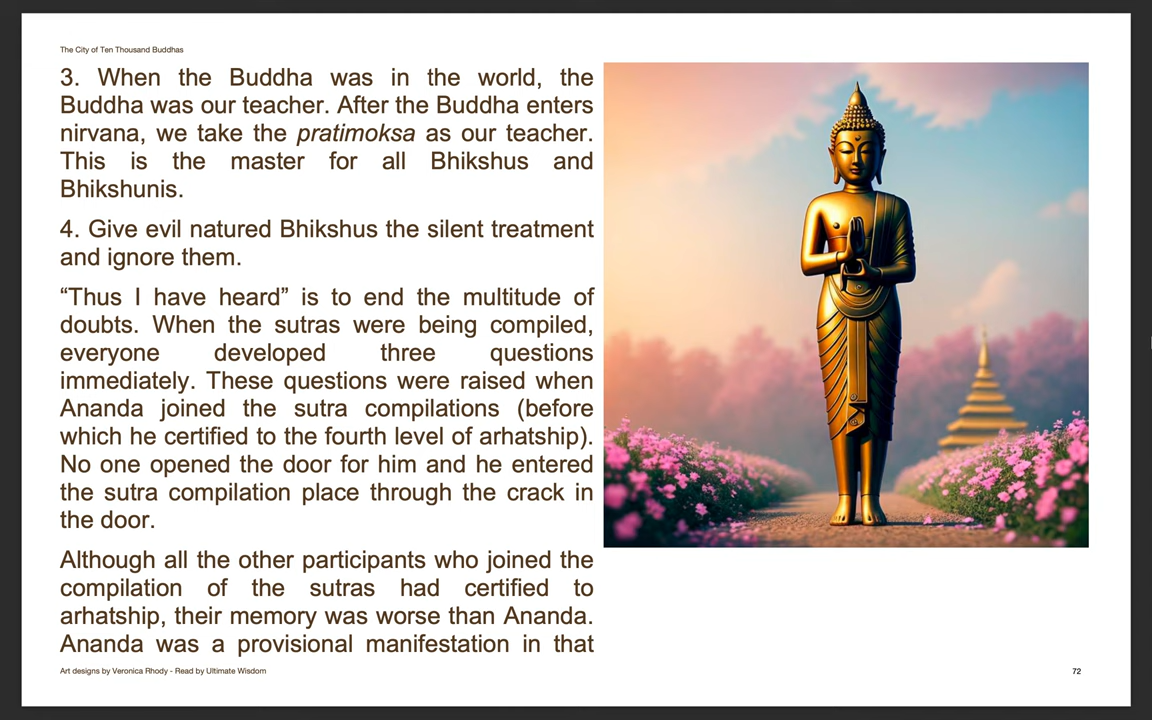 The City of Ten Thousand Buddhas
3. When the Buddha was in the world, the
Buddha was our teacher. After the Buddha enters
nirvana, we take the pratimoksa as our teacher.
This is the master for all Bhikshus and
Bhikshunis.
4. Give evil natured Bhikshus the silent treatment
and ignore them.
“Thus I have heard” is to end the multitude of
doubts. When the sutras were being compiled,
everyone developed three questions
immediately. These questions were raised when
Ananda joined the sutra compilations (before
which he certified to the fourth level of arhatship).
No one opened the door for him and he entered
the sutra compilation place through the crack in
the door.
Although all the other participants who joined the
compilation of the sutras had certified to
arhatship, their memory was worse than Ananda.
Ananda was a provisional manifestation in that
Art designs by Veronica Rhody - Read by Ultimate Wisdom
72